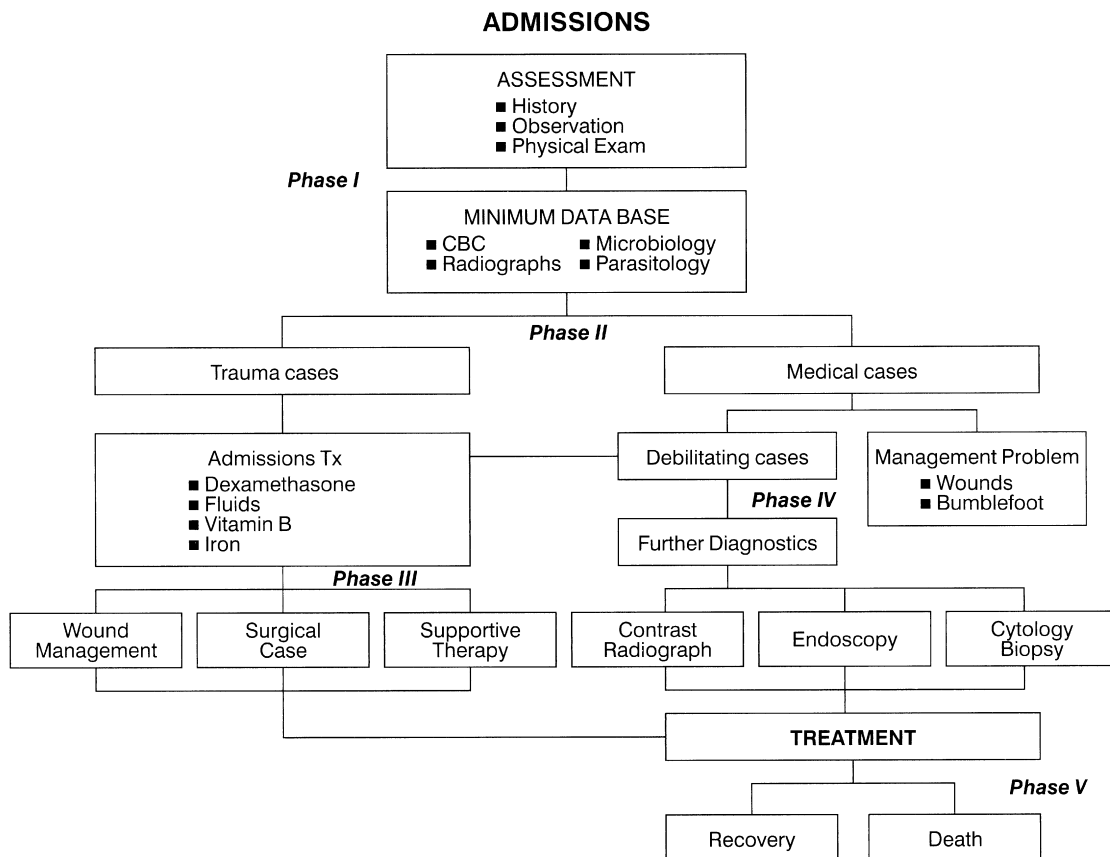 ADMISSIONS
ASSESSMENT
■ History
■ Observation
■ Physical Exam
Phase I
MINIMUM DATA BASE
■ CBC ■ Microbiology
■ Radiographs ■ Parasitology
Phase II
Trauma cases
Medical cases
Admissions Tx
■ Dexamethasone
■ Fluids
■ Vitamin B
■ Iron
Debilitating cases
Management Problem
■ Wounds
■ Bumblefoot
Phase IV
Further Diagnostics
Phase III
Wound
Management
Surgical
Case
Supportive
Therapy
Contrast
Radiograph
Endoscopy
Cytology
Biopsy
TREATMENT
Phase V
Recovery
Death